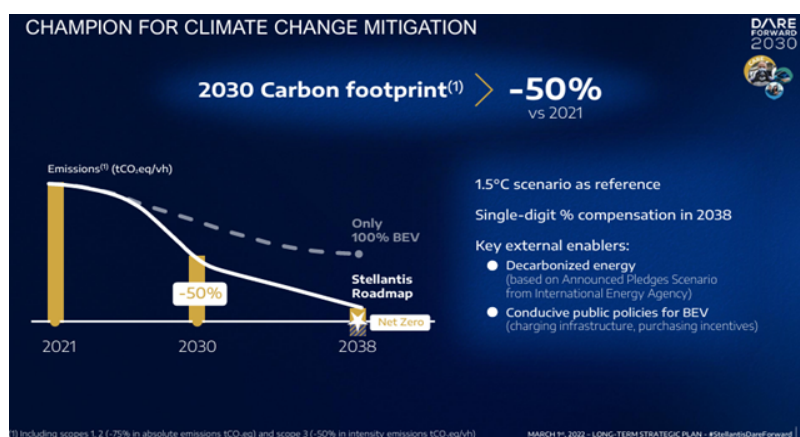 CHAMPION FOR CLIMATE CHANGE MITIGATION
DARE
FORWARD
2030
2030 Carbon footprint(1) > -50%
vs 2021
Emissions(1) (tCO₂eq/vh)
Only
100% BEV
-50%
Stellantis
Roadmap
Net Zero
2021
2030
2038
1.5°C scenario as reference
Single-digit % compensation in 2038
Key external enablers:
● Decarbonized energy
(based on Announced Pledges Scenario
from International Energy Agency)
● Conducive public policies for BEV
(charging infrastructure, purchasing incentives)
(1) Including scopes 1, 2 (-75% in absolute emissions tCO₂eq) and scope 3 (-50% in intensity emissions tCO₂eq/vh)
MARCH 1st, 2022 – LONG-TERM STRATEGIC PLAN - #StellantisDareForward